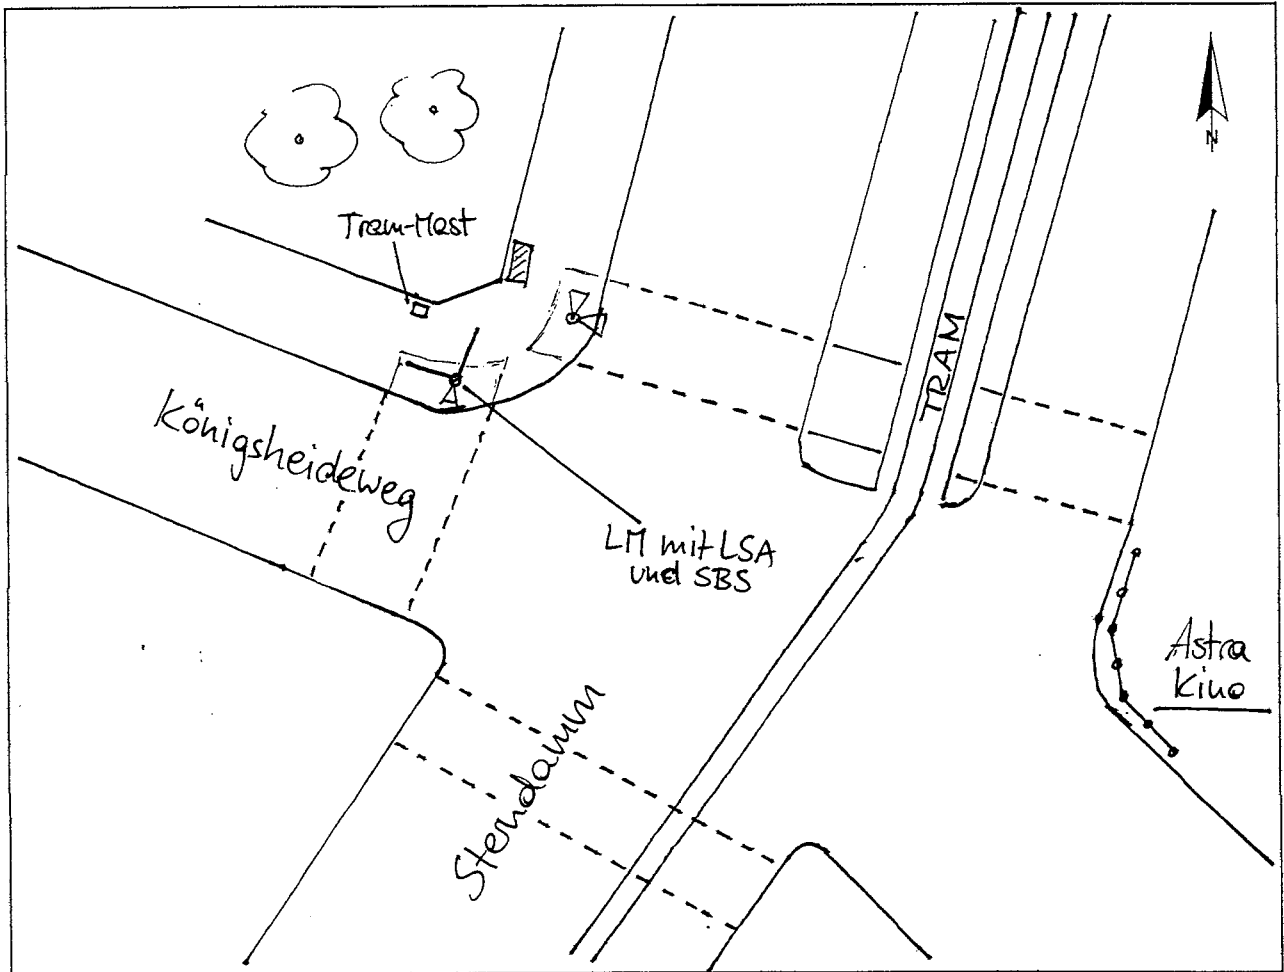 N
Tram-Mast
TRAM
Königsheideweg
LM mit LSA
und SBS
Astra
Kino
Sterndamm